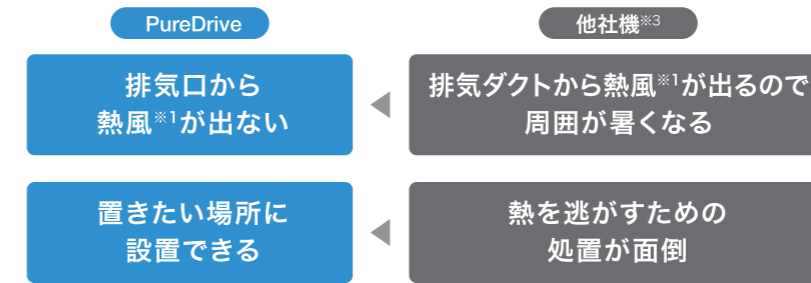 PureDrive
他社機※3
排気口から
熱風※1が出ない
排気ダクトから熱風※1が出るので
周囲が暑くなる
置きたい場所に
設置できる
熱を逃がすための
処置が面倒